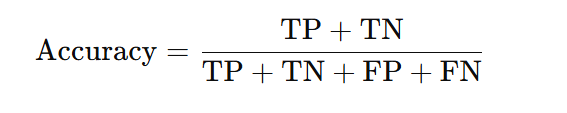 Accuracy = TP + TN / TP + TN + FP + FN